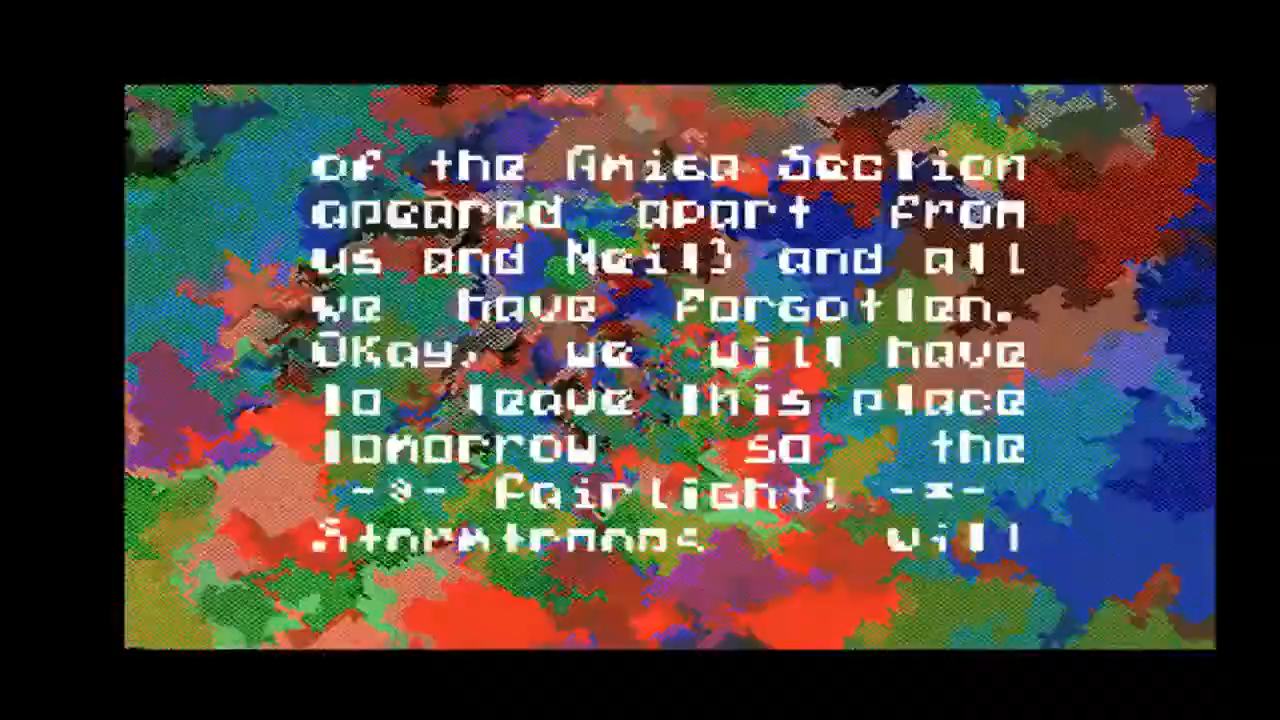 of the Amiga Section
apeared apart from
us and Neil3 and all
we have forgotten.
Okay, we will have
to leave this place
tomorrow so the
-*- Fairlight! -*-
Stormtroops will